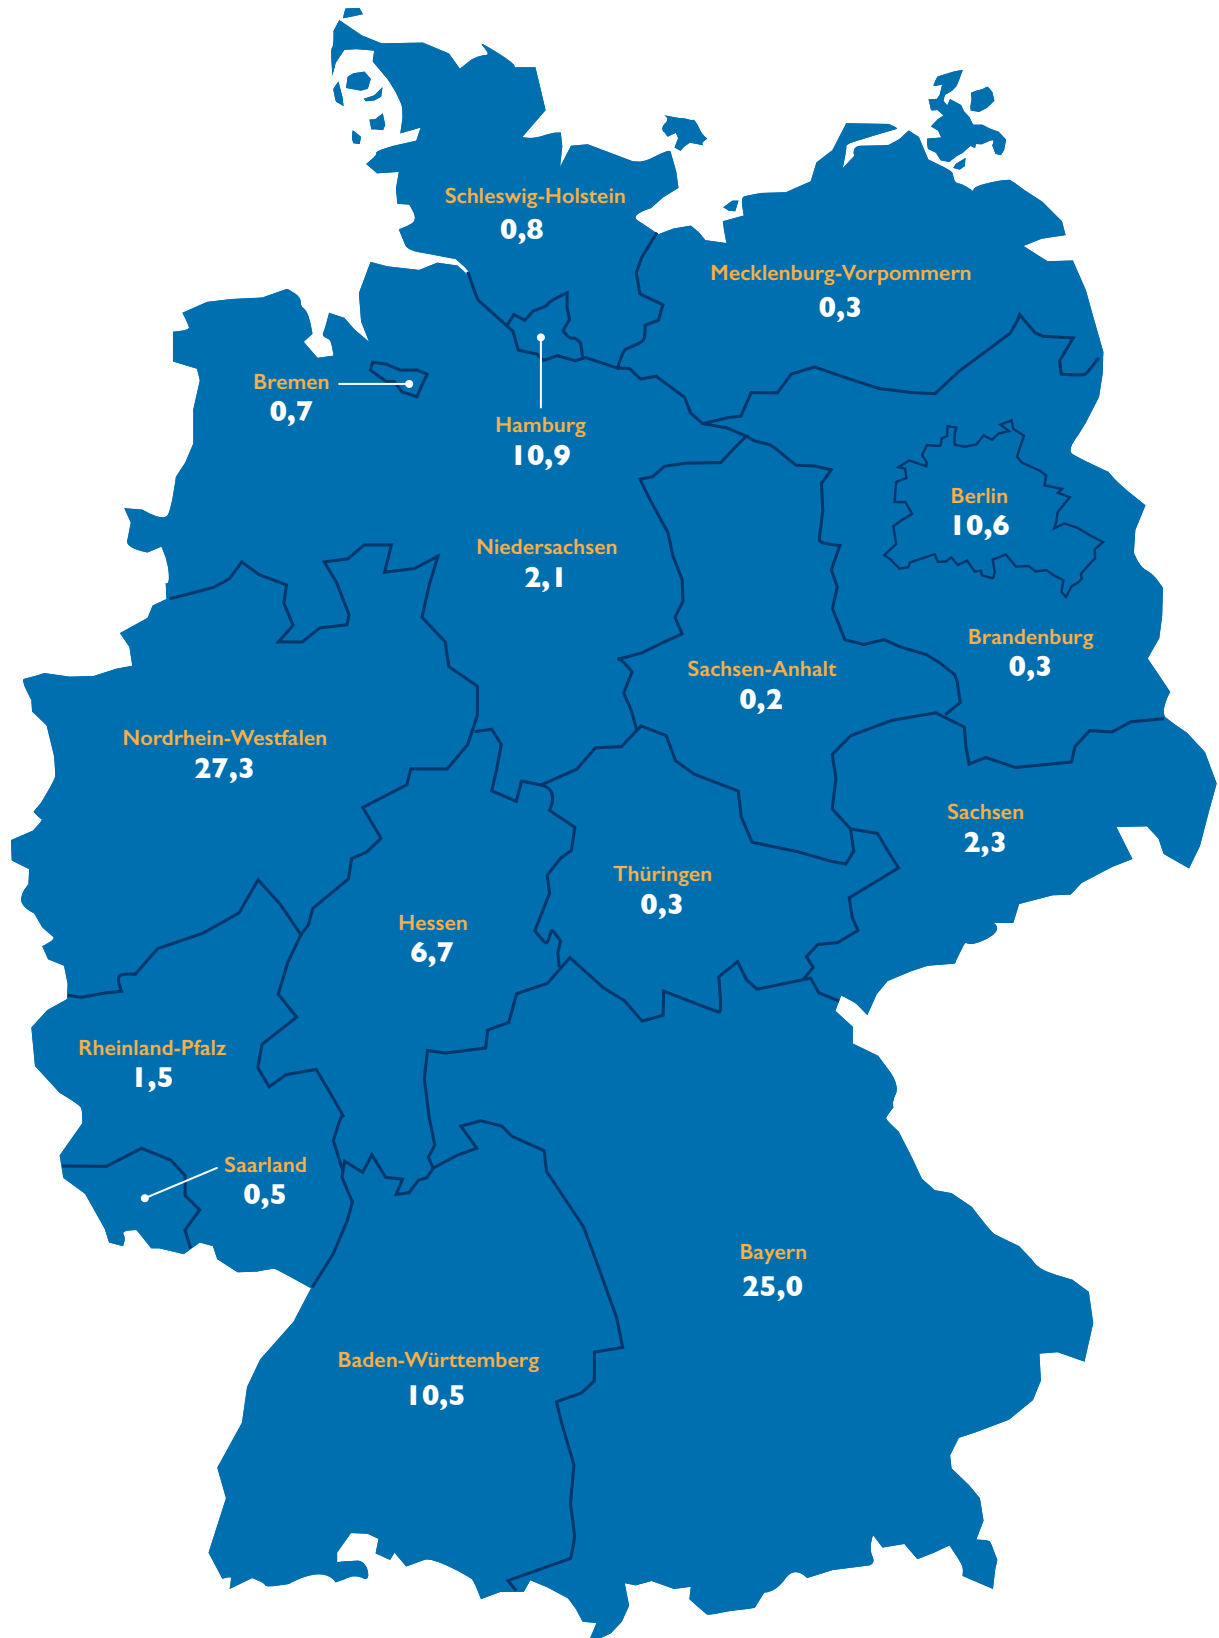 Schleswig-Holstein
0,8
Mecklenburg-Vorpommern
0,3
Bremen
0,7
Hamburg
10,9
Berlin
10,6
Niedersachsen
2,1
Brandenburg
0,3
Sachsen-Anhalt
0,2
Nordrhein-Westfalen
27,3
Sachsen
2,3
Thüringen
0,3
Hessen
6,7
Rheinland-Pfalz
1,5
Saarland
0,5
Bayern
25,0
Baden-Württemberg
10,5